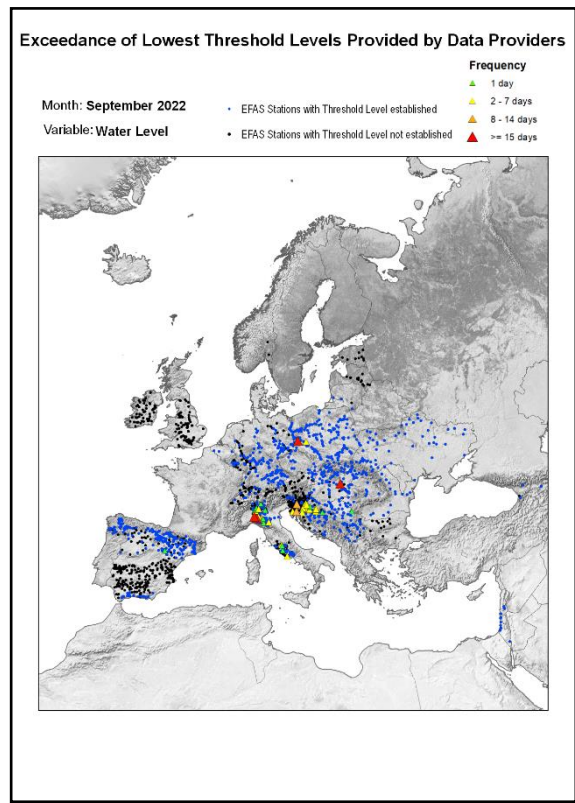 Exceedance of Lowest Threshold Levels Provided by Data Providers
Frequency
1 day
2 - 7 days
8 - 14 days
>= 15 days
Month: September 2022
Variable: Water Level
EFAS Stations with Threshold Level established
EFAS Stations with Threshold Level not established